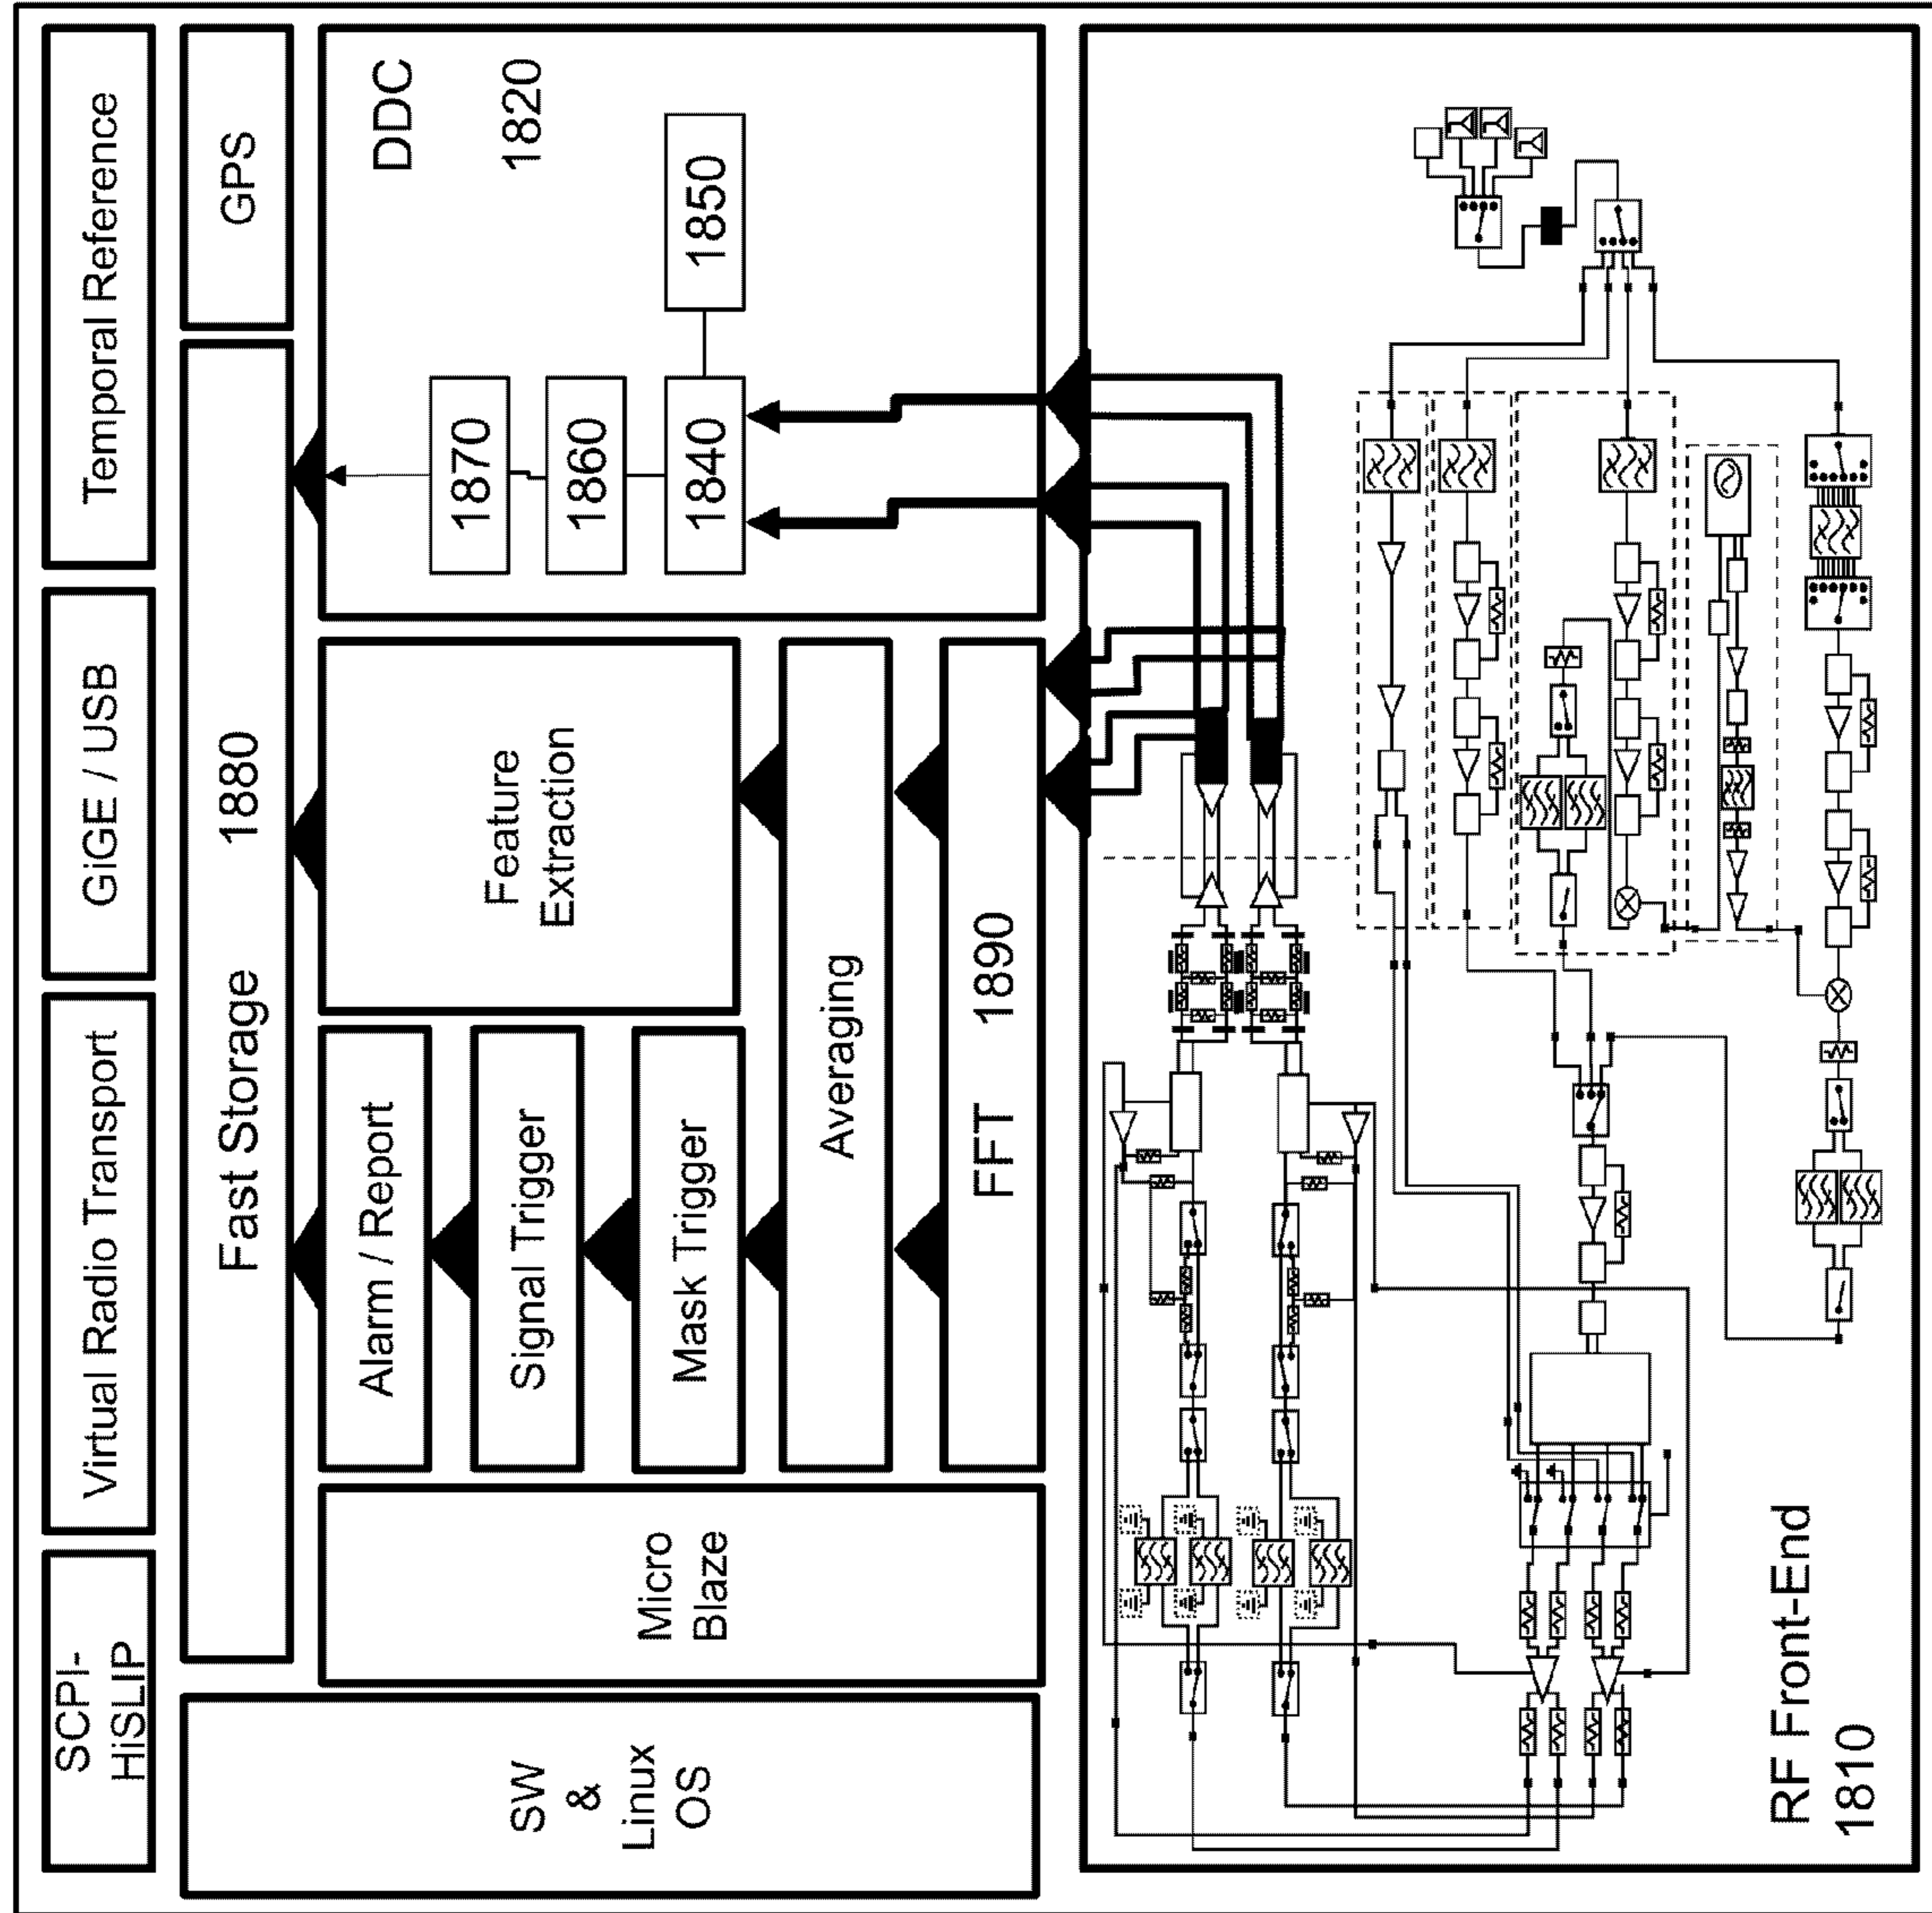 SCPI-
HiSLIP
Virtual Radio Transport
GiGE / USB
Temporal Reference
SW
&
Linux
OS
Fast Storage 1880
GPS
Micro
Blaze
Alarm / Report
Signal Trigger
Mask Trigger
Feature
Extraction
Averaging
FFT 1890
DDC
1820
1870
1860
1840
1850
RF Front-End
1810